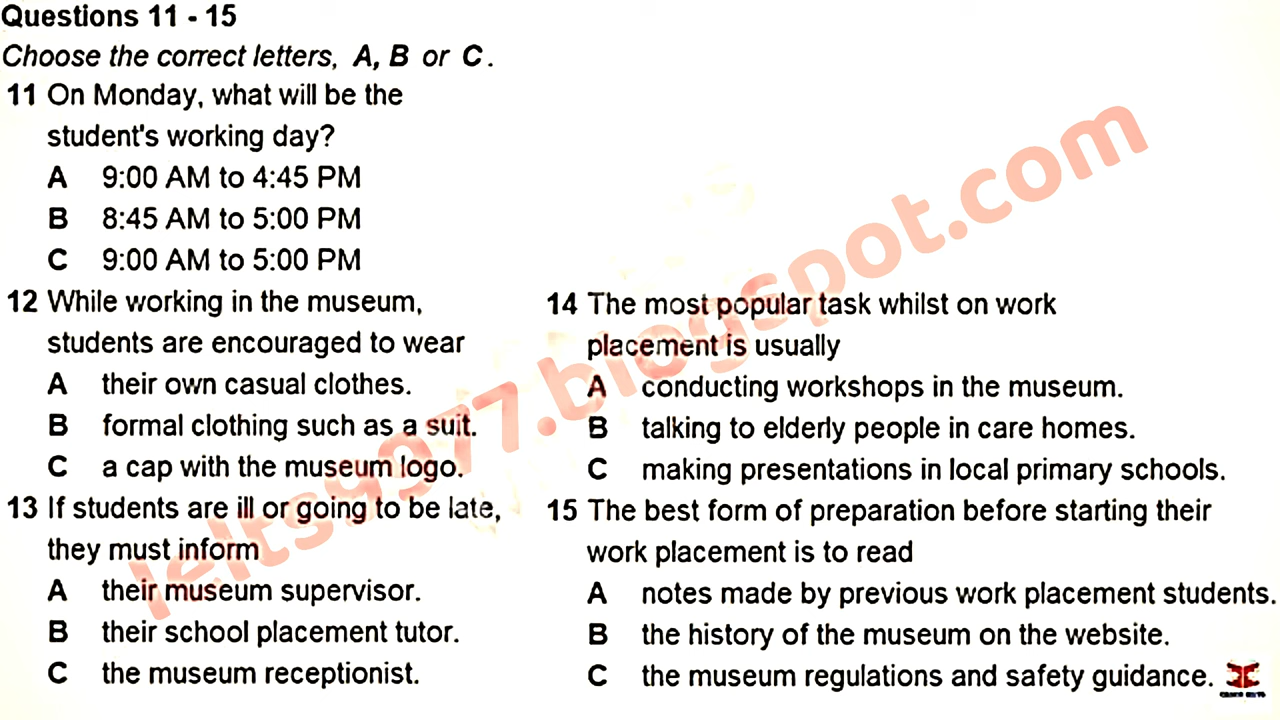 Questions 11 - 15
Choose the correct letters, A, B or C.
11 On Monday, what will be the
student's working day?
A 9:00 AM to 4:45 PM
B 8:45 AM to 5:00 PM
C 9:00 AM to 5:00 PM
12 While working in the museum,
students are encouraged to wear
A their own casual clothes.
B formal clothing such as a suit.
C a cap with the museum logo.
13 If students are ill or going to be late,
they must inform
A their museum supervisor.
B their school placement tutor.
C the museum receptionist.
14 The most popular task whilst on work
placement is usually
A conducting workshops in the museum.
B talking to elderly people in care homes.
C making presentations in local primary schools.
15 The best form of preparation before starting their
work placement is to read
A notes made by previous work placement students.
B the history of the museum on the website.
C the museum regulations and safety guidance.
Ielts9977.blogspot.com